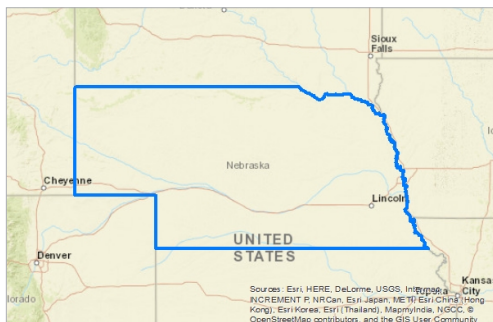 Sioux
Falls
Nebraska
Cheyenne
Lincoln
UNITED
STATES
Denver
Kansas
City
olorado
Sources: Esri, HERE, DeLorme, USGS, Intermap,
INCREMENT P, NRCan, Esri Japan, METI, Esri China (Hong
Kong), Esri Korea, Esri (Thailand), MapmyIndia, NGCC, ©
OpenStreetMap contributors, and the GIS User Community